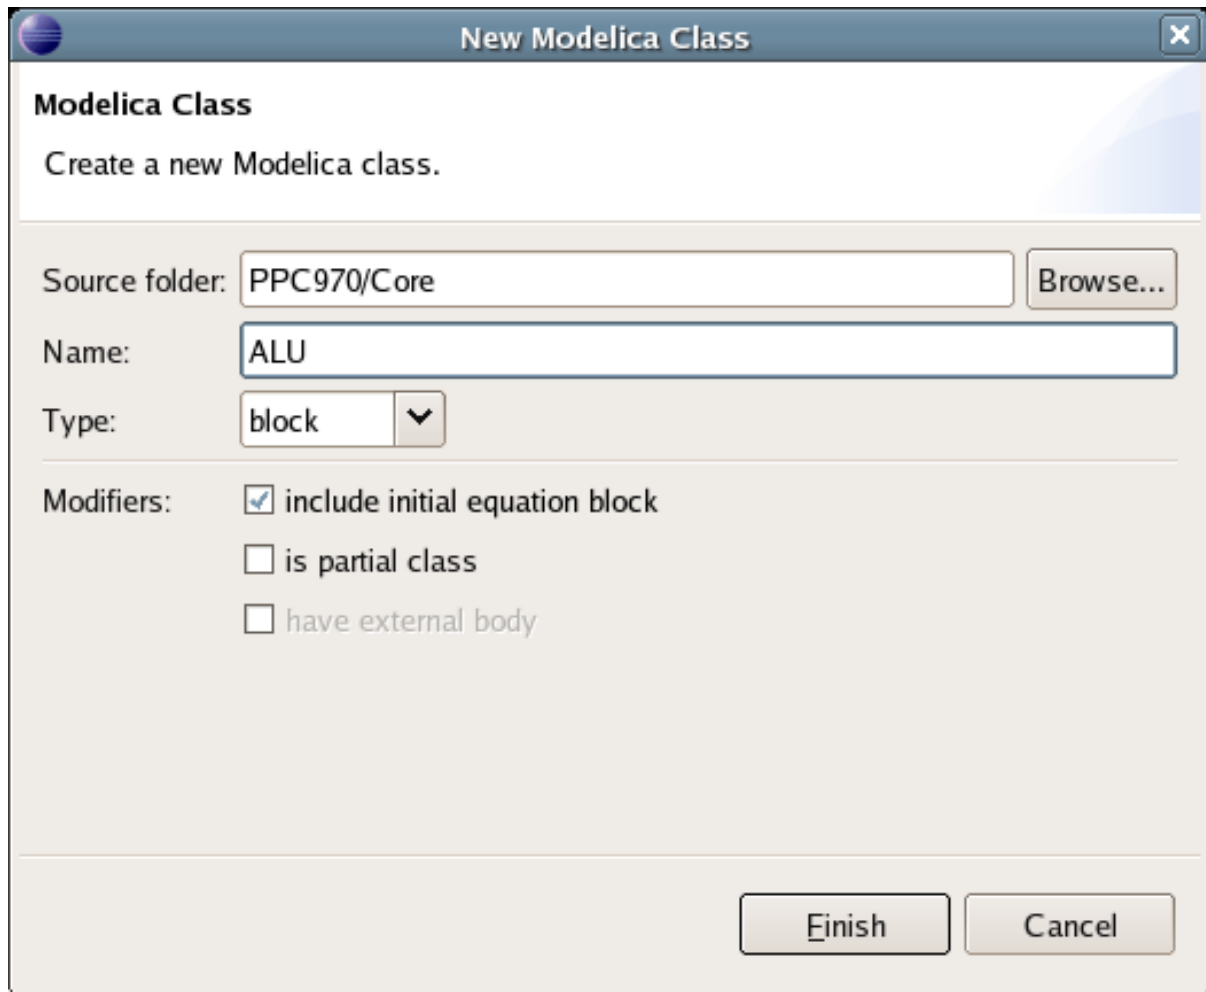 New Modelica Class
Modelica Class
Create a new Modelica class.
Source folder: PPC970/Core Browse...
Name: ALU
Type: block
Modifiers: include initial equation block
is partial class
have external body
Finish Cancel